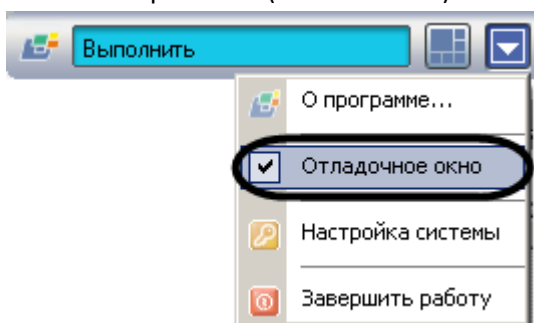 Выполнить
О программе...
Отладочное окно
Настройка системы
Завершить работу